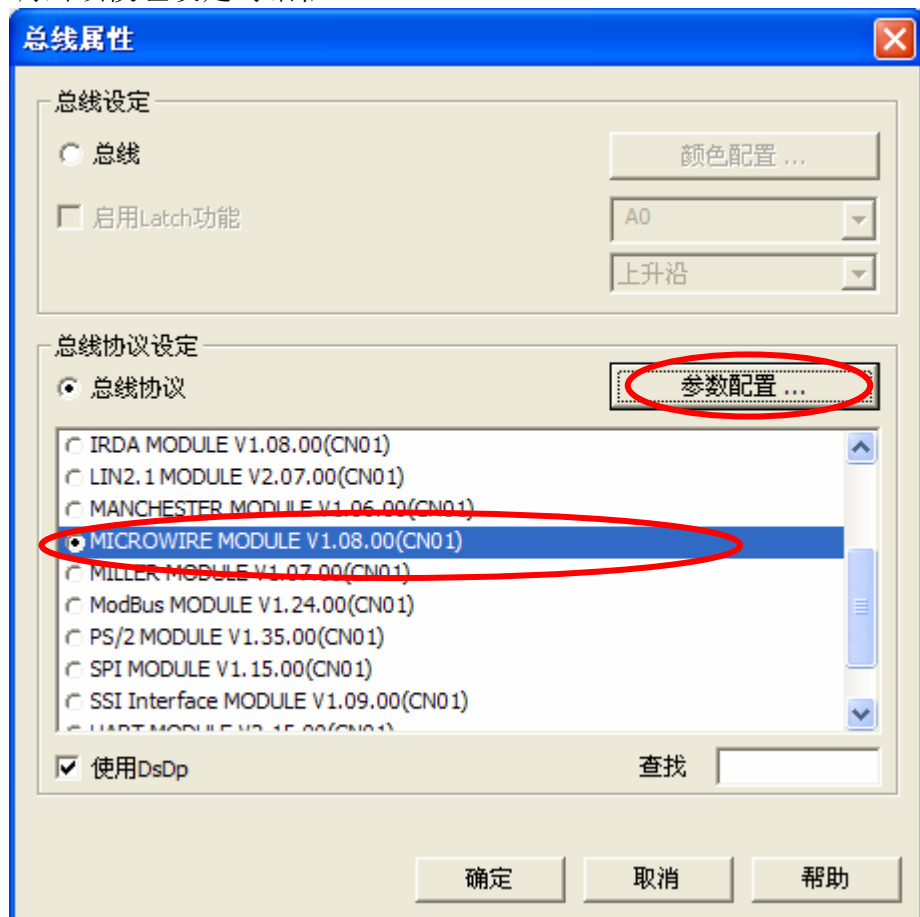 总线属性
总线设定
总线
颜色配置 ...
启用Latch功能
A0
上升沿
总线协议设定
总线协议
参数配置 ...
IRDA MODULE V1.08.00(CN01)
LIN2.1 MODULE V2.07.00(CN01)
MANCHESTER MODULE V1.06.00(CN01)
MICROWIRE MODULE V1.08.00(CN01)
MILLER MODULE V1.07.00(CN01)
ModBus MODULE V1.24.00(CN01)
PS/2 MODULE V1.35.00(CN01)
SPI MODULE V1.15.00(CN01)
SSI Interface MODULE V1.09.00(CN01)
使用DsDp
查找
确定
取消
帮助